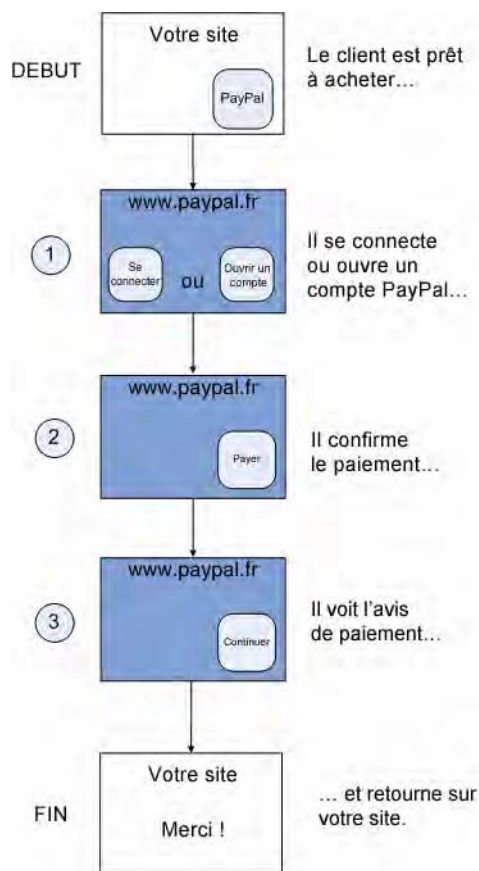 Votre site
DEBUT
PayPal
Le client est prêt
à acheter…
www.paypal.fr
1
Se
connecter
ou
Ouvrir un
compte
Il se connecte
ou ouvre un
compte PayPal…
www.paypal.fr
2
Payer
Il confirme
le paiement…
www.paypal.fr
3
Continuer
Il voit l'avis
de paiement…
Votre site
FIN
Merci !
… et retourne sur
votre site.